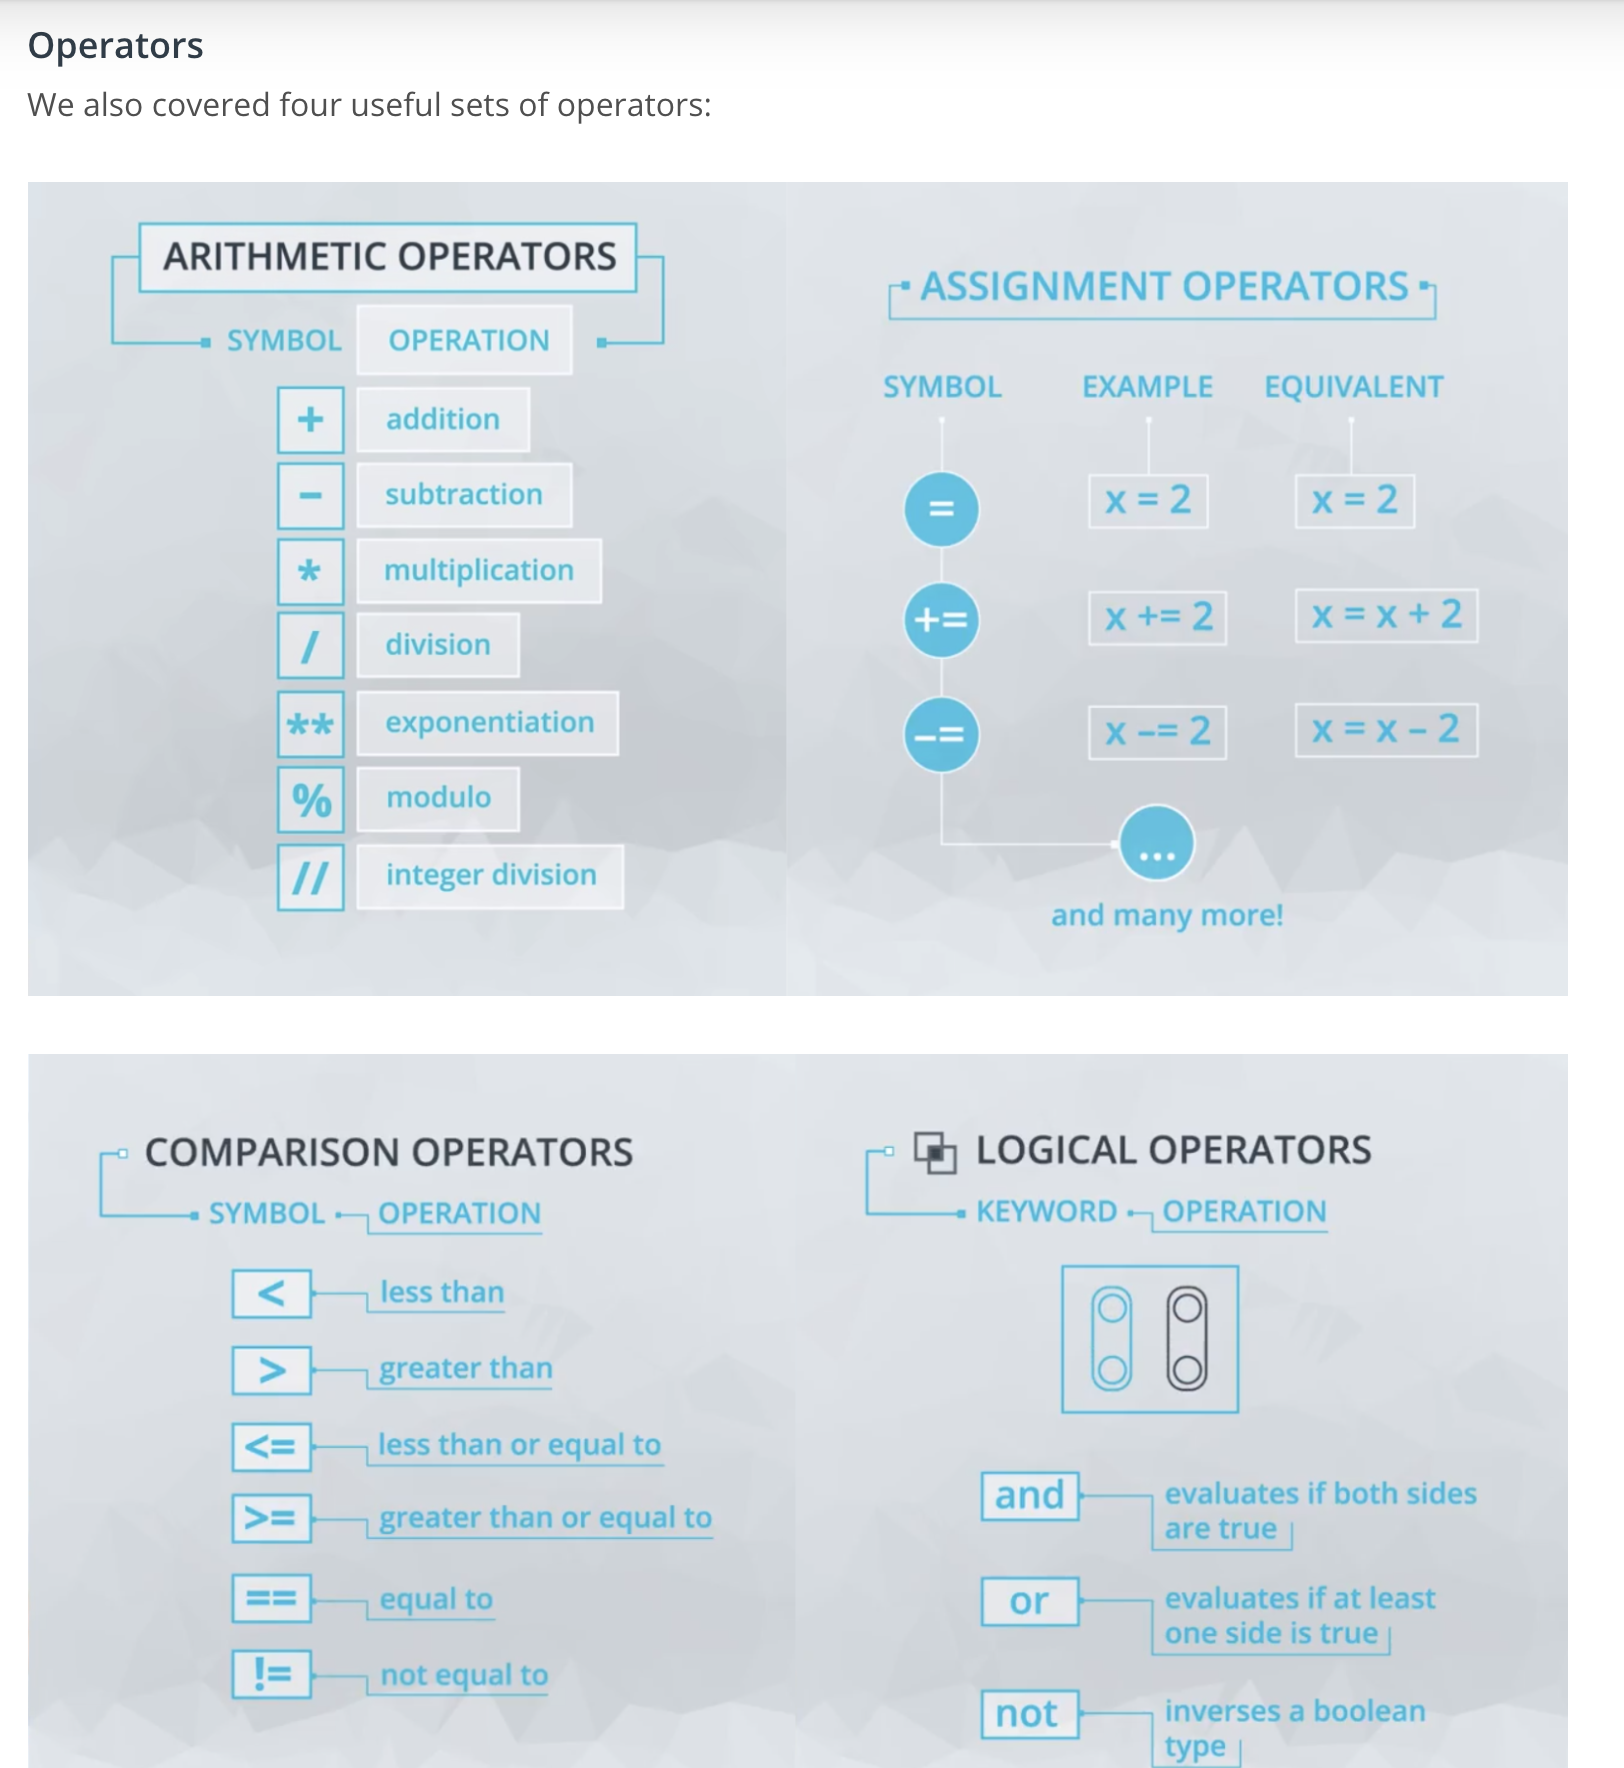 Operators
We also covered four useful sets of operators:
ARITHMETIC OPERATORS
SYMBOL OPERATION
+ addition
– subtraction
* multiplication
/ division
** exponentiation
% modulo
// integer division
ASSIGNMENT OPERATORS
SYMBOL EXAMPLE EQUIVALENT
= x = 2 x = 2
+= x += 2 x = x + 2
–= x –= 2 x = x – 2
...
and many more!
COMPARISON OPERATORS
SYMBOL OPERATION
< less than
> greater than
<= less than or equal to
>= greater than or equal to
== equal to
!= not equal to
LOGICAL OPERATORS
KEYWORD OPERATION
and evaluates if both sides
are true
or evaluates if at least
one side is true
not inverses a boolean
type